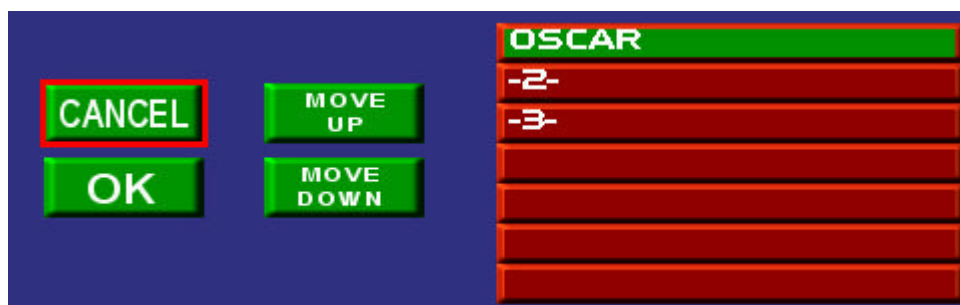 CANCEL
OK
MOVE
UP
MOVE
DOWN
OSCAR
-2-
-3-